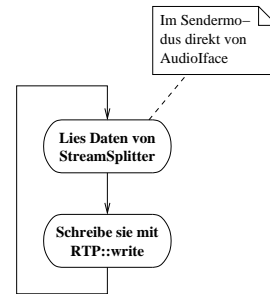 Im Sendermo–
dus direkt von
AudioIface
Lies Daten von
StreamSplitter
Schreibe sie mit
RTP::write